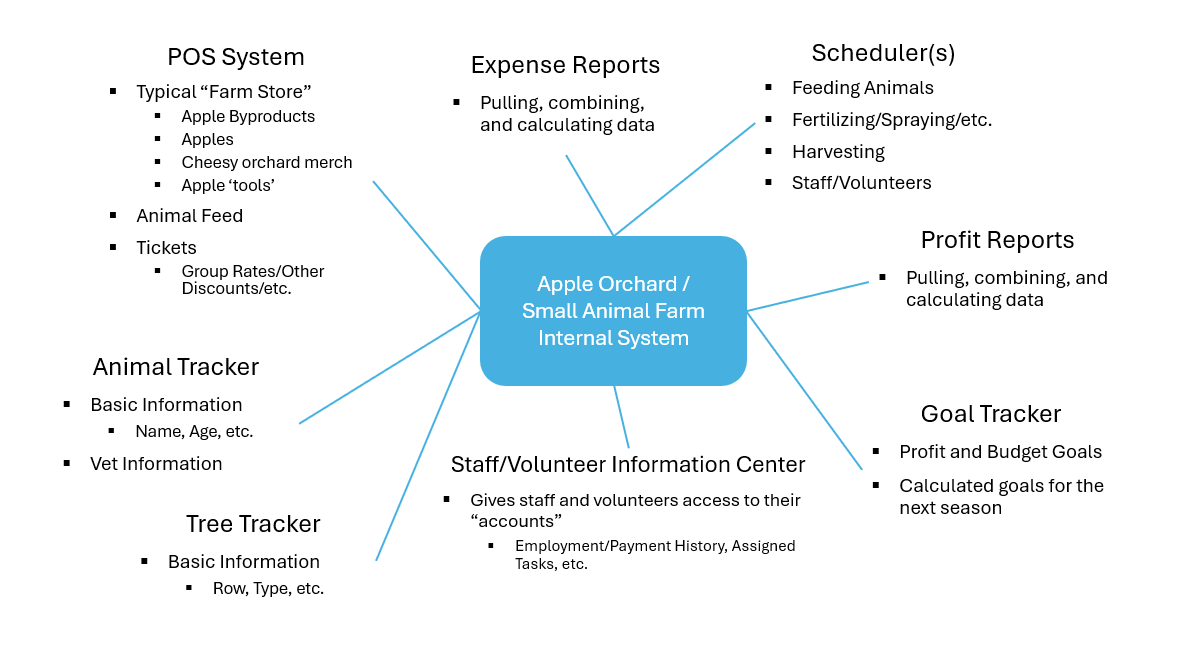 POS System
▪ Typical “Farm Store”
▪ Apple Byproducts
▪ Apples
▪ Cheesy orchard merch
▪ Apple ‘tools’
▪ Animal Feed
▪ Tickets
▪ Group Rates/Other
Discounts/etc.
Expense Reports
▪ Pulling, combining,
and calculating data
Scheduler(s)
▪ Feeding Animals
▪ Fertilizing/Spraying/etc.
▪ Harvesting
▪ Staff/Volunteers
Profit Reports
▪ Pulling, combining, and
calculating data
Apple Orchard /
Small Animal Farm
Internal System
Animal Tracker
▪ Basic Information
▪ Name, Age, etc.
▪ Vet Information
Goal Tracker
▪ Profit and Budget Goals
▪ Calculated goals for the
next season
Staff/Volunteer Information Center
▪ Gives staff and volunteers access to their
“accounts”
▪ Employment/Payment History, Assigned
Tasks, etc.
Tree Tracker
▪ Basic Information
▪ Row, Type, etc.